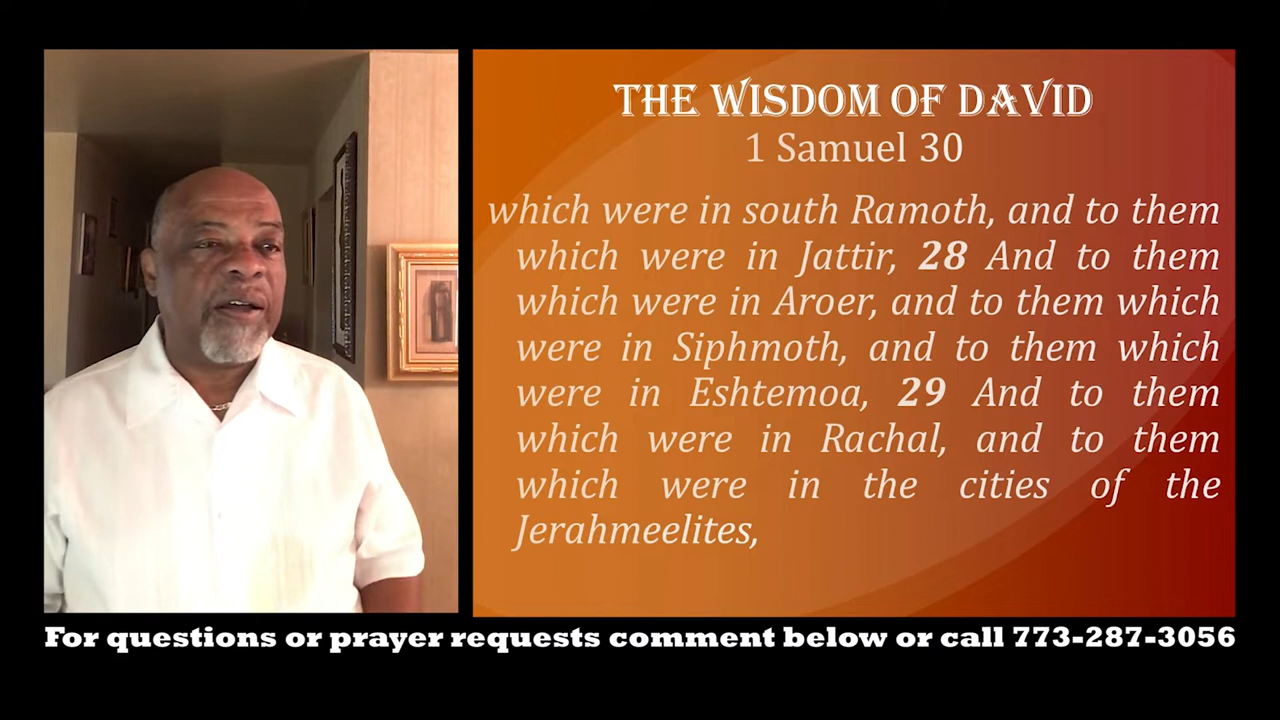 THE WISDOM OF DAVID
1 Samuel 30
which were in south Ramoth, and to them
which were in Jattir, 28 And to them
which were in Aroer, and to them which
were in Siphmoth, and to them which
were in Eshtemoa, 29 And to them
which were in Rachal, and to them
which were in the cities of the
Jerahmeelites,
For questions or prayer requests comment below or call 773-287-3056